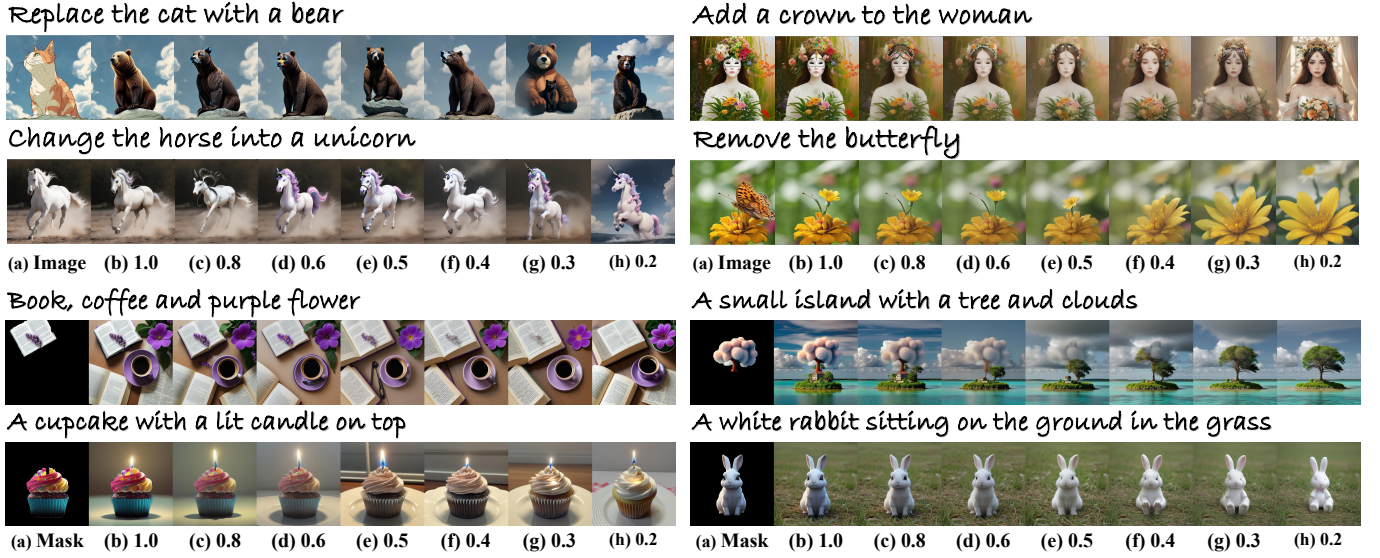 Replace the cat with a bear
Change the horse into a unicorn
(a) Image (b) 1.0 (c) 0.8 (d) 0.6 (e) 0.5 (f) 0.4 (g) 0.3 (h) 0.2
Add a crown to the woman
Remove the butterfly
(a) Image (b) 1.0 (c) 0.8 (d) 0.6 (e) 0.5 (f) 0.4 (g) 0.3 (h) 0.2
Book, coffee and purple flower
A cupcake with a lit candle on top
(a) Mask (b) 1.0 (c) 0.8 (d) 0.6 (e) 0.5 (f) 0.4 (g) 0.3 (h) 0.2
A small island with a tree and clouds
A white rabbit sitting on the ground in the grass
(a) Mask (b) 1.0 (c) 0.8 (d) 0.6 (e) 0.5 (f) 0.4 (g) 0.3 (h) 0.2